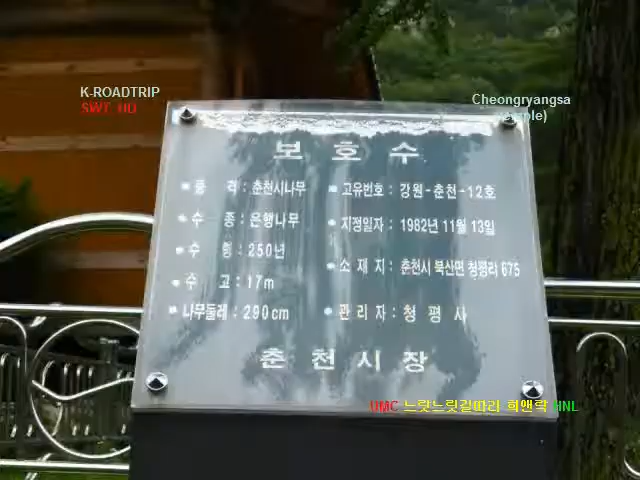 K-ROADTRIP
SWT HD
Cheongryangsa
보 호 수
품 격 : 춘천시나무
고유번호 : 강원-춘천-12호
수 종 : 은행나무
지정일자 : 1982년 11월 13일
수 령 : 250년
소 재 지 : 춘천시 북산면 청평리 675
수 고 : 17m
나무둘레 : 290cm
관 리 자 : 청 평 사
춘 천 시 장
UMC 느릿느릿길따라 희앤락 HNL